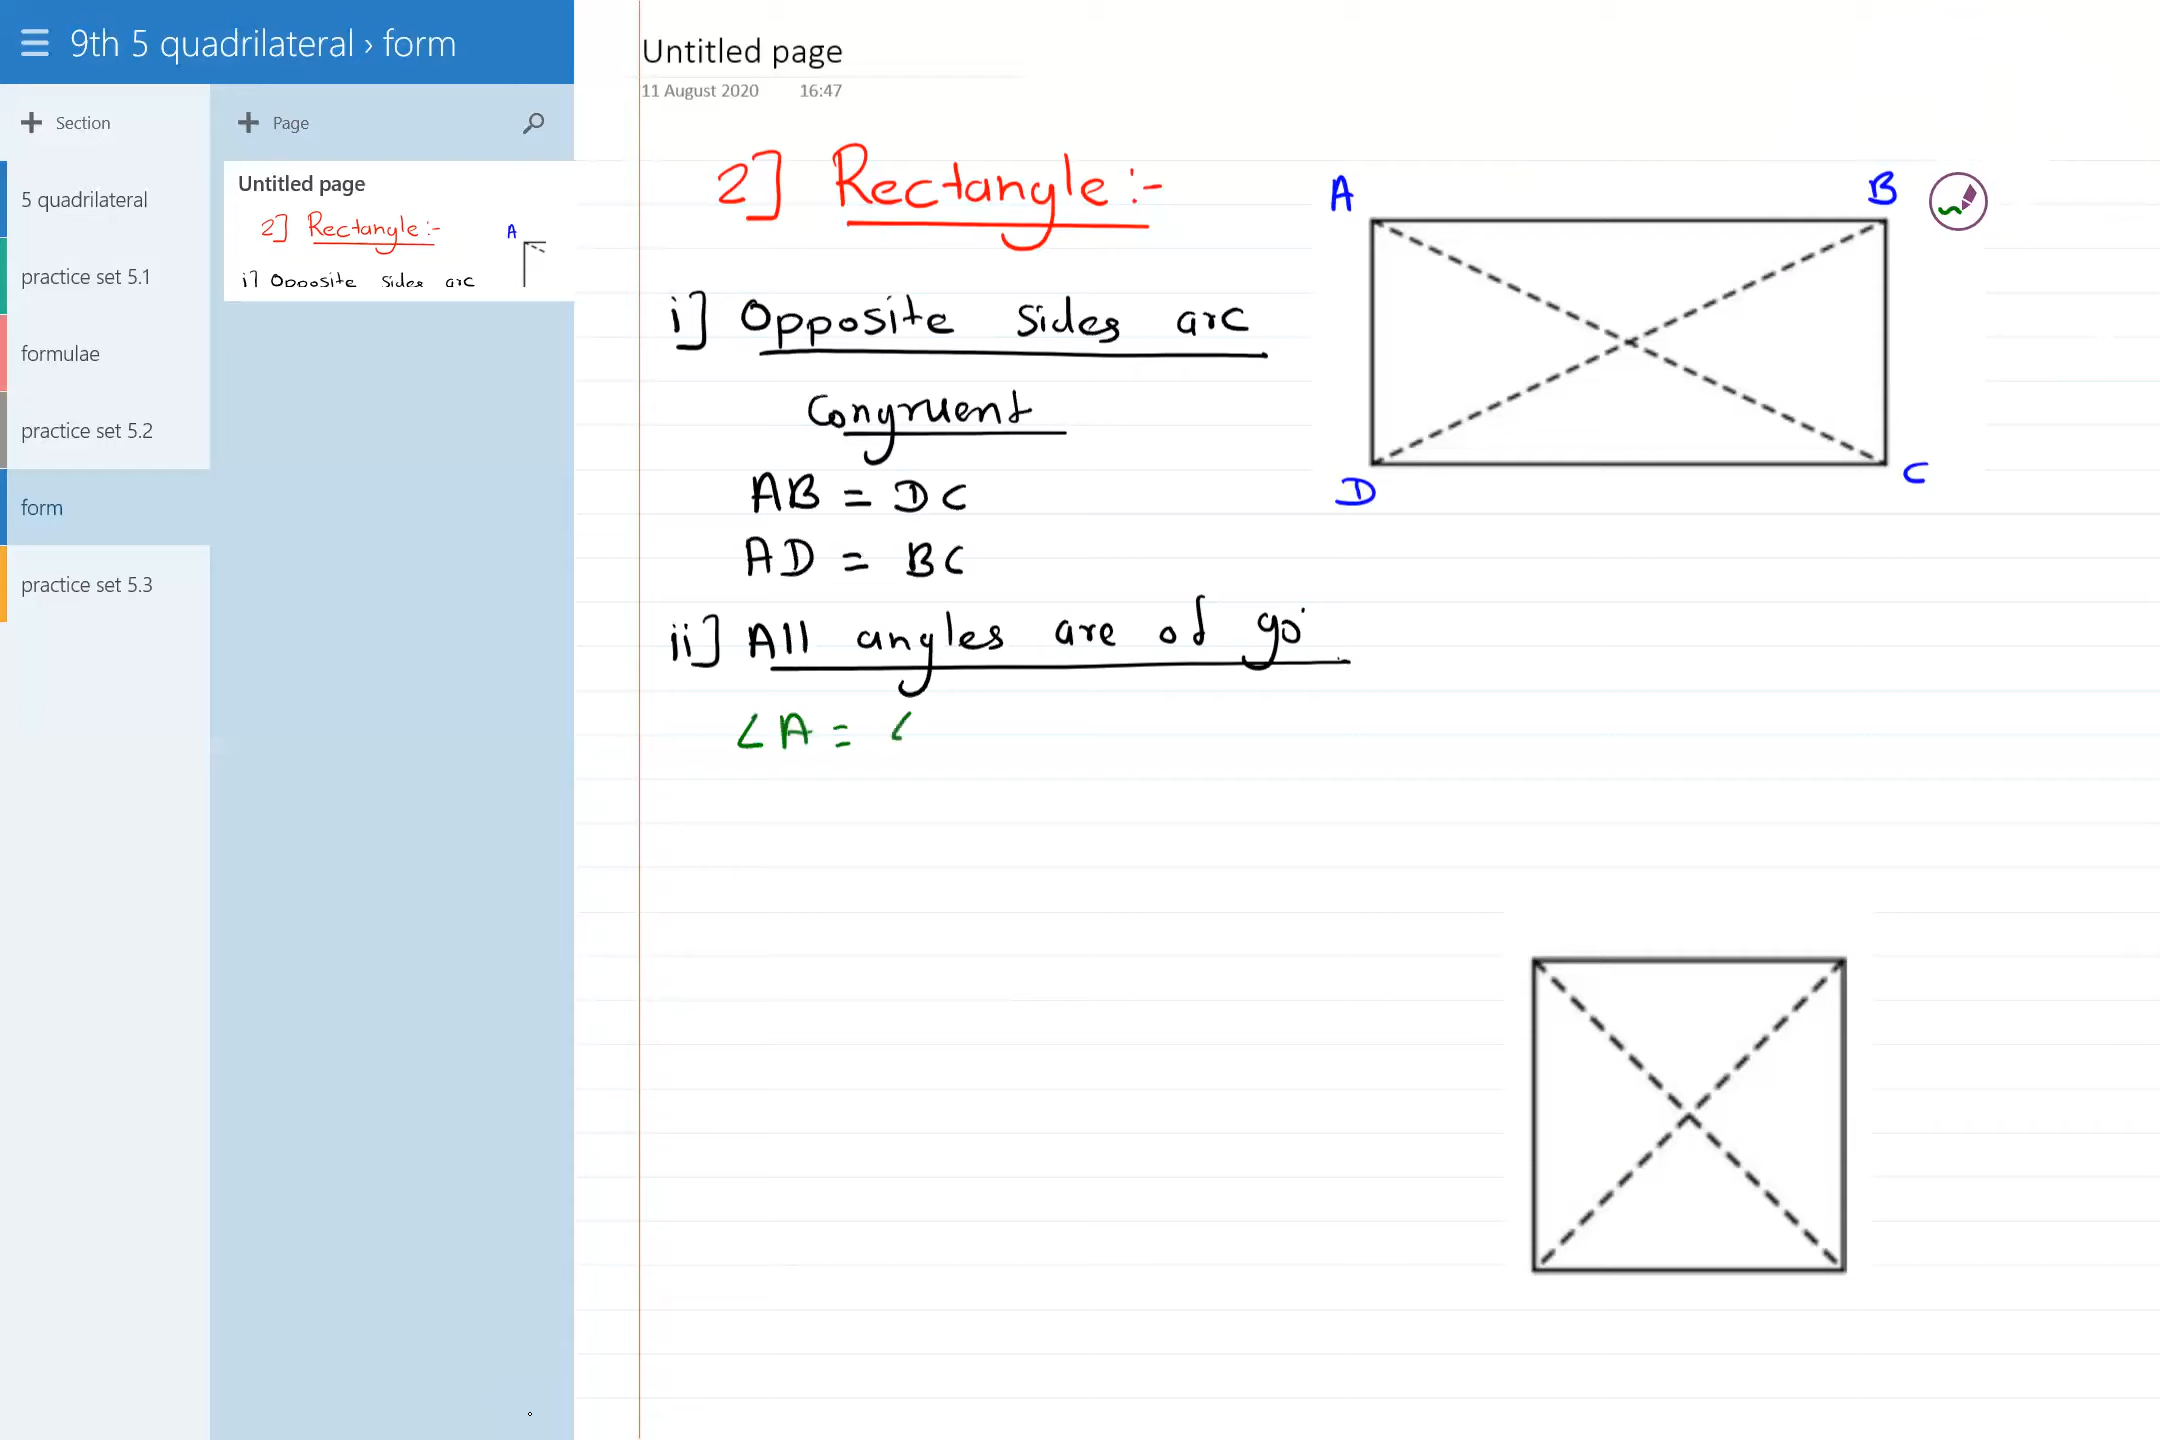 9th 5 quadrilateral › form
Section
Page
5 quadrilateral
practice set 5.1
formulae
practice set 5.2
form
practice set 5.3
Untitled page
2] Rectangle :-
A
i] Opposite sides are
Untitled page
11 August 2020 16:47
2] Rectangle :-
i] Opposite sides are
Congruent
AB = DC
AD = BC
ii] All angles are of 90°
∠A = ∠
A B
D C